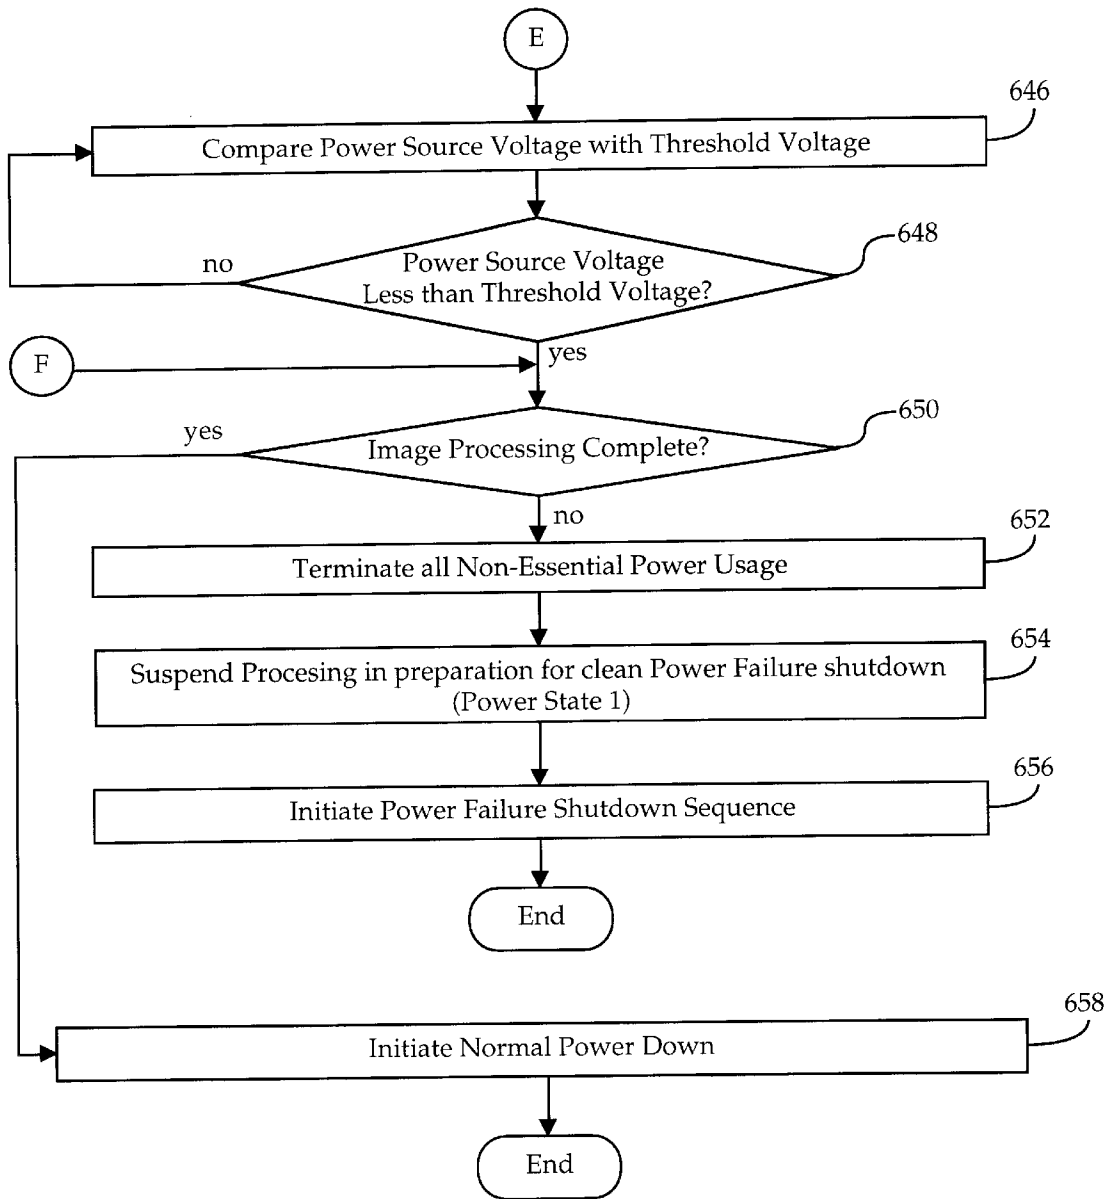 E
646
Compare Power Source Voltage with Threshold Voltage
648
no
Power Source Voltage
Less than Threshold Voltage?
F
yes
650
yes
Image Processing Complete?
no
652
Terminate all Non-Essential Power Usage
654
Suspend Procesing in preparation for clean Power Failure shutdown
(Power State 1)
656
Initiate Power Failure Shutdown Sequence
End
658
Initiate Normal Power Down
End